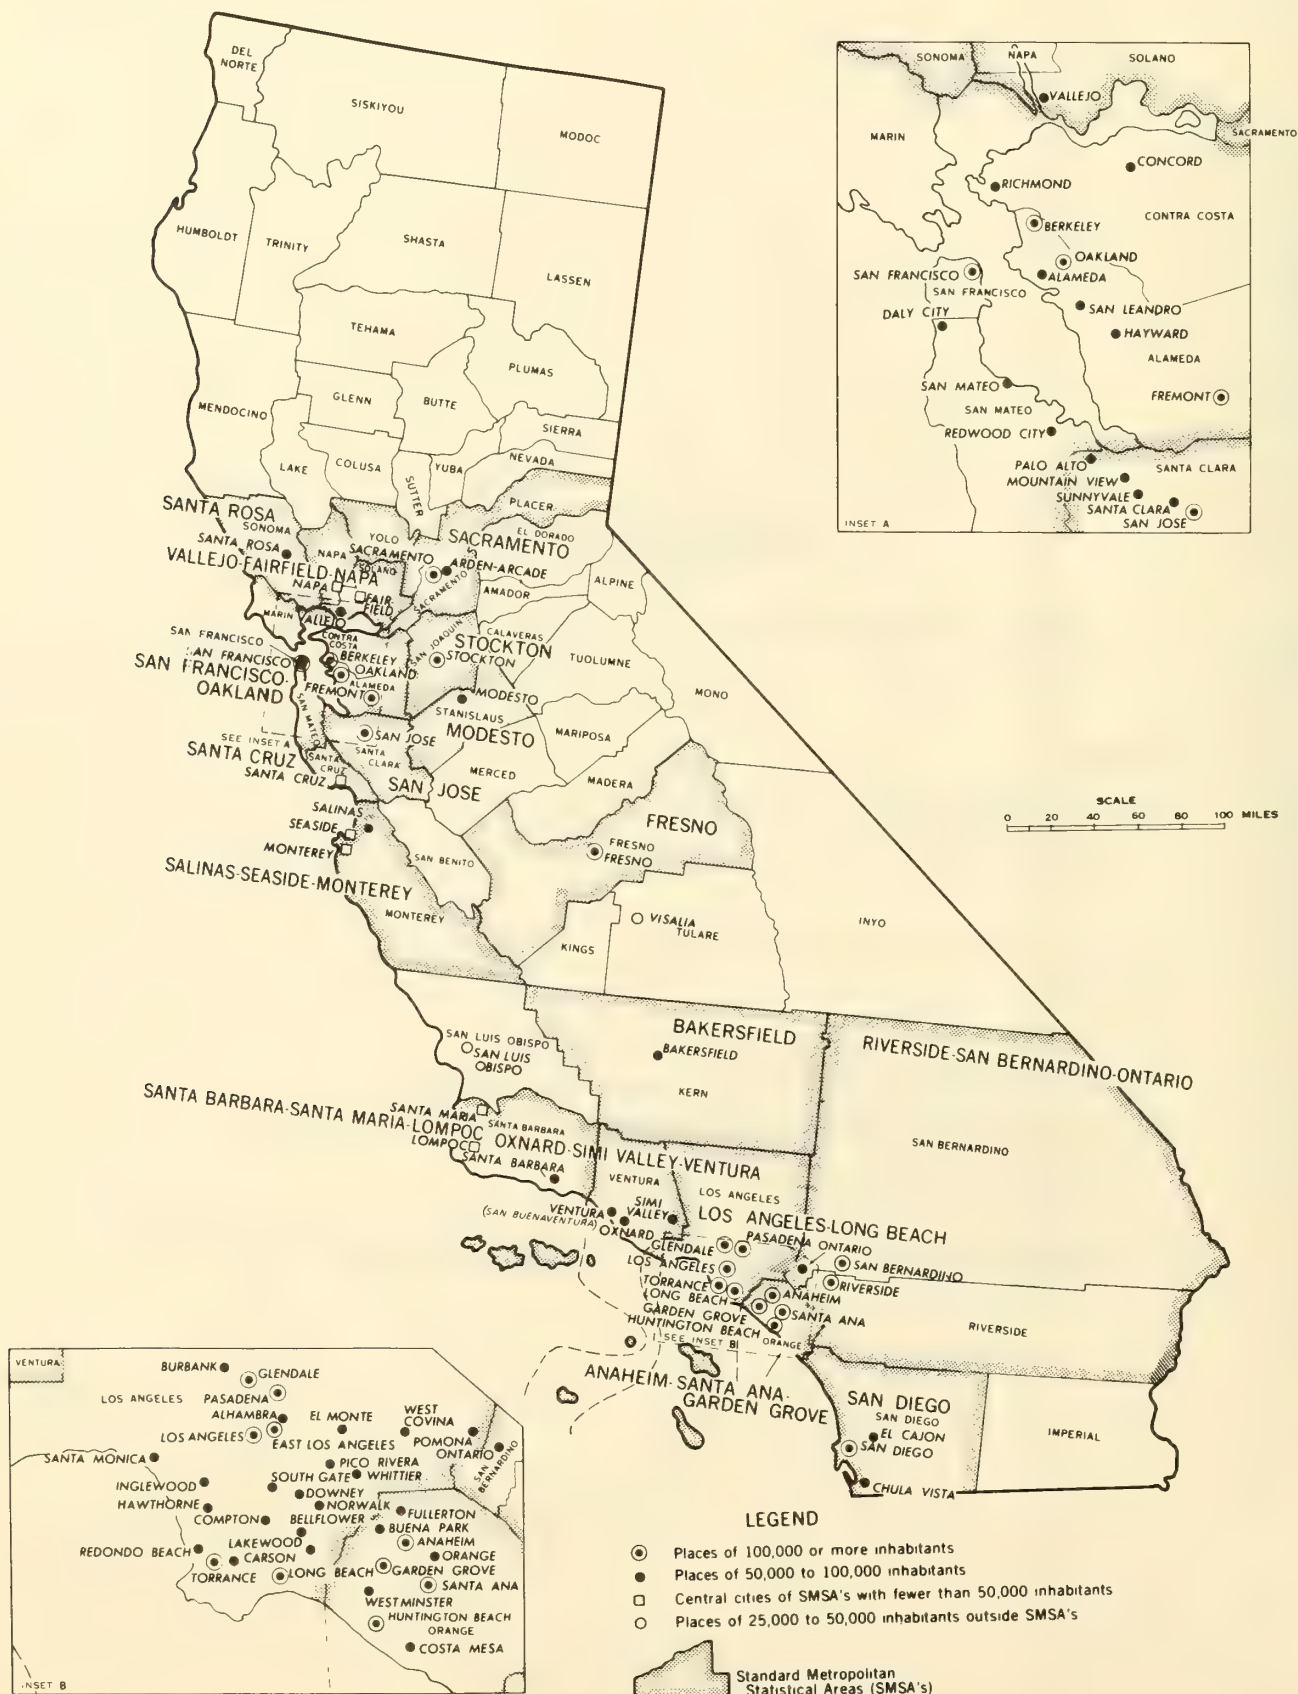 DEL
NORTE
SISKIYOU
MODOC
HUMBOLDT
TRINITY
SHASTA
LASSEN
TEHAMA
PLUMAS
MENDOCINO
GLENN
BUTTE
SIERRA
LAKE
COLUSA
SUTTER
YUBA
NEVADA
PLACER
SANTA ROSA
SONOMA
SANTA ROSA
YOLO
EL DORADO
SACRAMENTO
SACRAMENTO
ARDEN-ARCADE
VALLEJO-FAIRFIELD-NAPA
NAPA
SOLANO
NAPA
FAIR-
FIELD
SACRAMENTO
AMADOR
ALPINE
MARIN
VALLEJO
CONTRA
COSTA
SAN JOAQUIN
CALAVERAS
STOCKTON
STOCKTON
TUOLUMNE
MONO
SAN FRANCISCO
SAN FRANCISCO
BERKELEY
OAKLAND
SAN FRANCISCO-
OAKLAND
FREMONT
ALAMEDA
MODESTO
STANISLAUS
MODESTO
MARIPOSA
SAN MATEO
SEE INSET A
SAN JOSE
SANTA CRUZ
SANTA
CRUZ
SANTA
CLARA
SANTA CRUZ
SAN JOSE
MERCED
MADERA
SALINAS
SEASIDE
MONTEREY
SAN BENITO
FRESNO
FRESNO
FRESNO
SALINAS-SEASIDE-MONTEREY
MONTEREY
KINGS
VISALIA
TULARE
INYO
SAN LUIS OBISPO
SAN LUIS
OBISPO
BAKERSFIELD
BAKERSFIELD
KERN
RIVERSIDE-SAN BERNARDINO-ONTARIO
SAN BERNARDINO
SANTA BARBARA-SANTA MARIA-LOMPOC
SANTA MARIA
SANTA BARBARA
LOMPOC
SANTA BARBARA
OXNARD-SIMI VALLEY-VENTURA
VENTURA
LOS ANGELES
VENTURA
(SAN BUENAVENTURA)
SIMI
VALLEY
OXNARD
LOS ANGELES-LONG BEACH
GLENDALE
PASADENA
ONTARIO
LOS ANGELES
SAN BERNARDINO
TORRANCE
RIVERSIDE
LONG BEACH
ANAHEIM
GARDEN GROVE
SANTA ANA
HUNTINGTON BEACH
SEE INSET B
ORANGE
RIVERSIDE
ANAHEIM-SANTA ANA-
GARDEN GROVE
SAN DIEGO
SAN DIEGO
EL CAJON
SAN DIEGO
CHULA VISTA
IMPERIAL
SONOMA
NAPA
SOLANO
VALLEJO
MARIN
SACRAMENTO
CONCORD
RICHMOND
CONTRA COSTA
BERKELEY
OAKLAND
SAN FRANCISCO
ALAMEDA
SAN FRANCISCO
DALY CITY
SAN LEANDRO
HAYWARD
ALAMEDA
SAN MATEO
FREMONT
SAN MATEO
REDWOOD CITY
PALO ALTO
SANTA CLARA
MOUNTAIN VIEW
SUNNYVALE
SANTA CLARA
SAN JOSE
INSET A
SCALE
0 20 40 60 80 100 MILES
VENTURA
BURBANK
GLENDALE
LOS ANGELES
PASADENA
ALHAMBRA
EL MONTE
WEST
COVINA
LOS ANGELES
EAST LOS ANGELES
POMONA
ONTARIO
SANTA MONICA
PICO RIVERA
SAN
BERNARDINO
SOUTH GATE
WHITTIER
INGLEWOOD
DOWNEY
HAWTHORNE
NORWALK
FULLERTON
COMPTON
BELLFLOWER
BUENA PARK
LAKEWOOD
ANAHEIM
REDONDO BEACH
CARSON
ORANGE
TORRANCE
LONG BEACH
GARDEN GROVE
SANTA ANA
WESTMINSTER
HUNTINGTON BEACH
ORANGE
COSTA MESA
INSET B
LEGEND
Places of 100,000 or more inhabitants
Places of 50,000 to 100,000 inhabitants
Central cities of SMSA's with fewer than 50,000 inhabitants
Places of 25,000 to 50,000 inhabitants outside SMSA's
Standard Metropolitan
Statistical Areas (SMSA's)